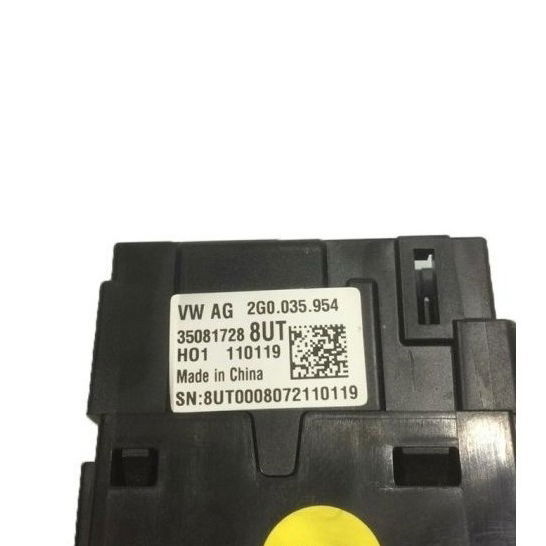 VW AG 2G0.035.954
35081728 8UT
H01 110119
Made in China
SN:8UT0008072110119